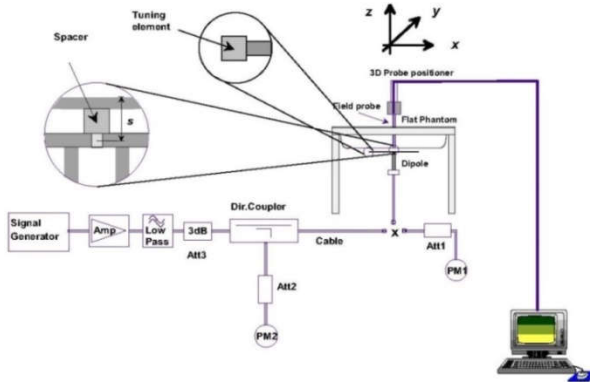 Tuning
element
Spacer
s
z
y
x
3D Probe positioner
Field probe
Flat Phantom
Dipole
Signal
Generator
Amp
Low
Pass
3dB
Att3
Dir.Coupler
Cable
x
Att1
PM1
Att2
PM2